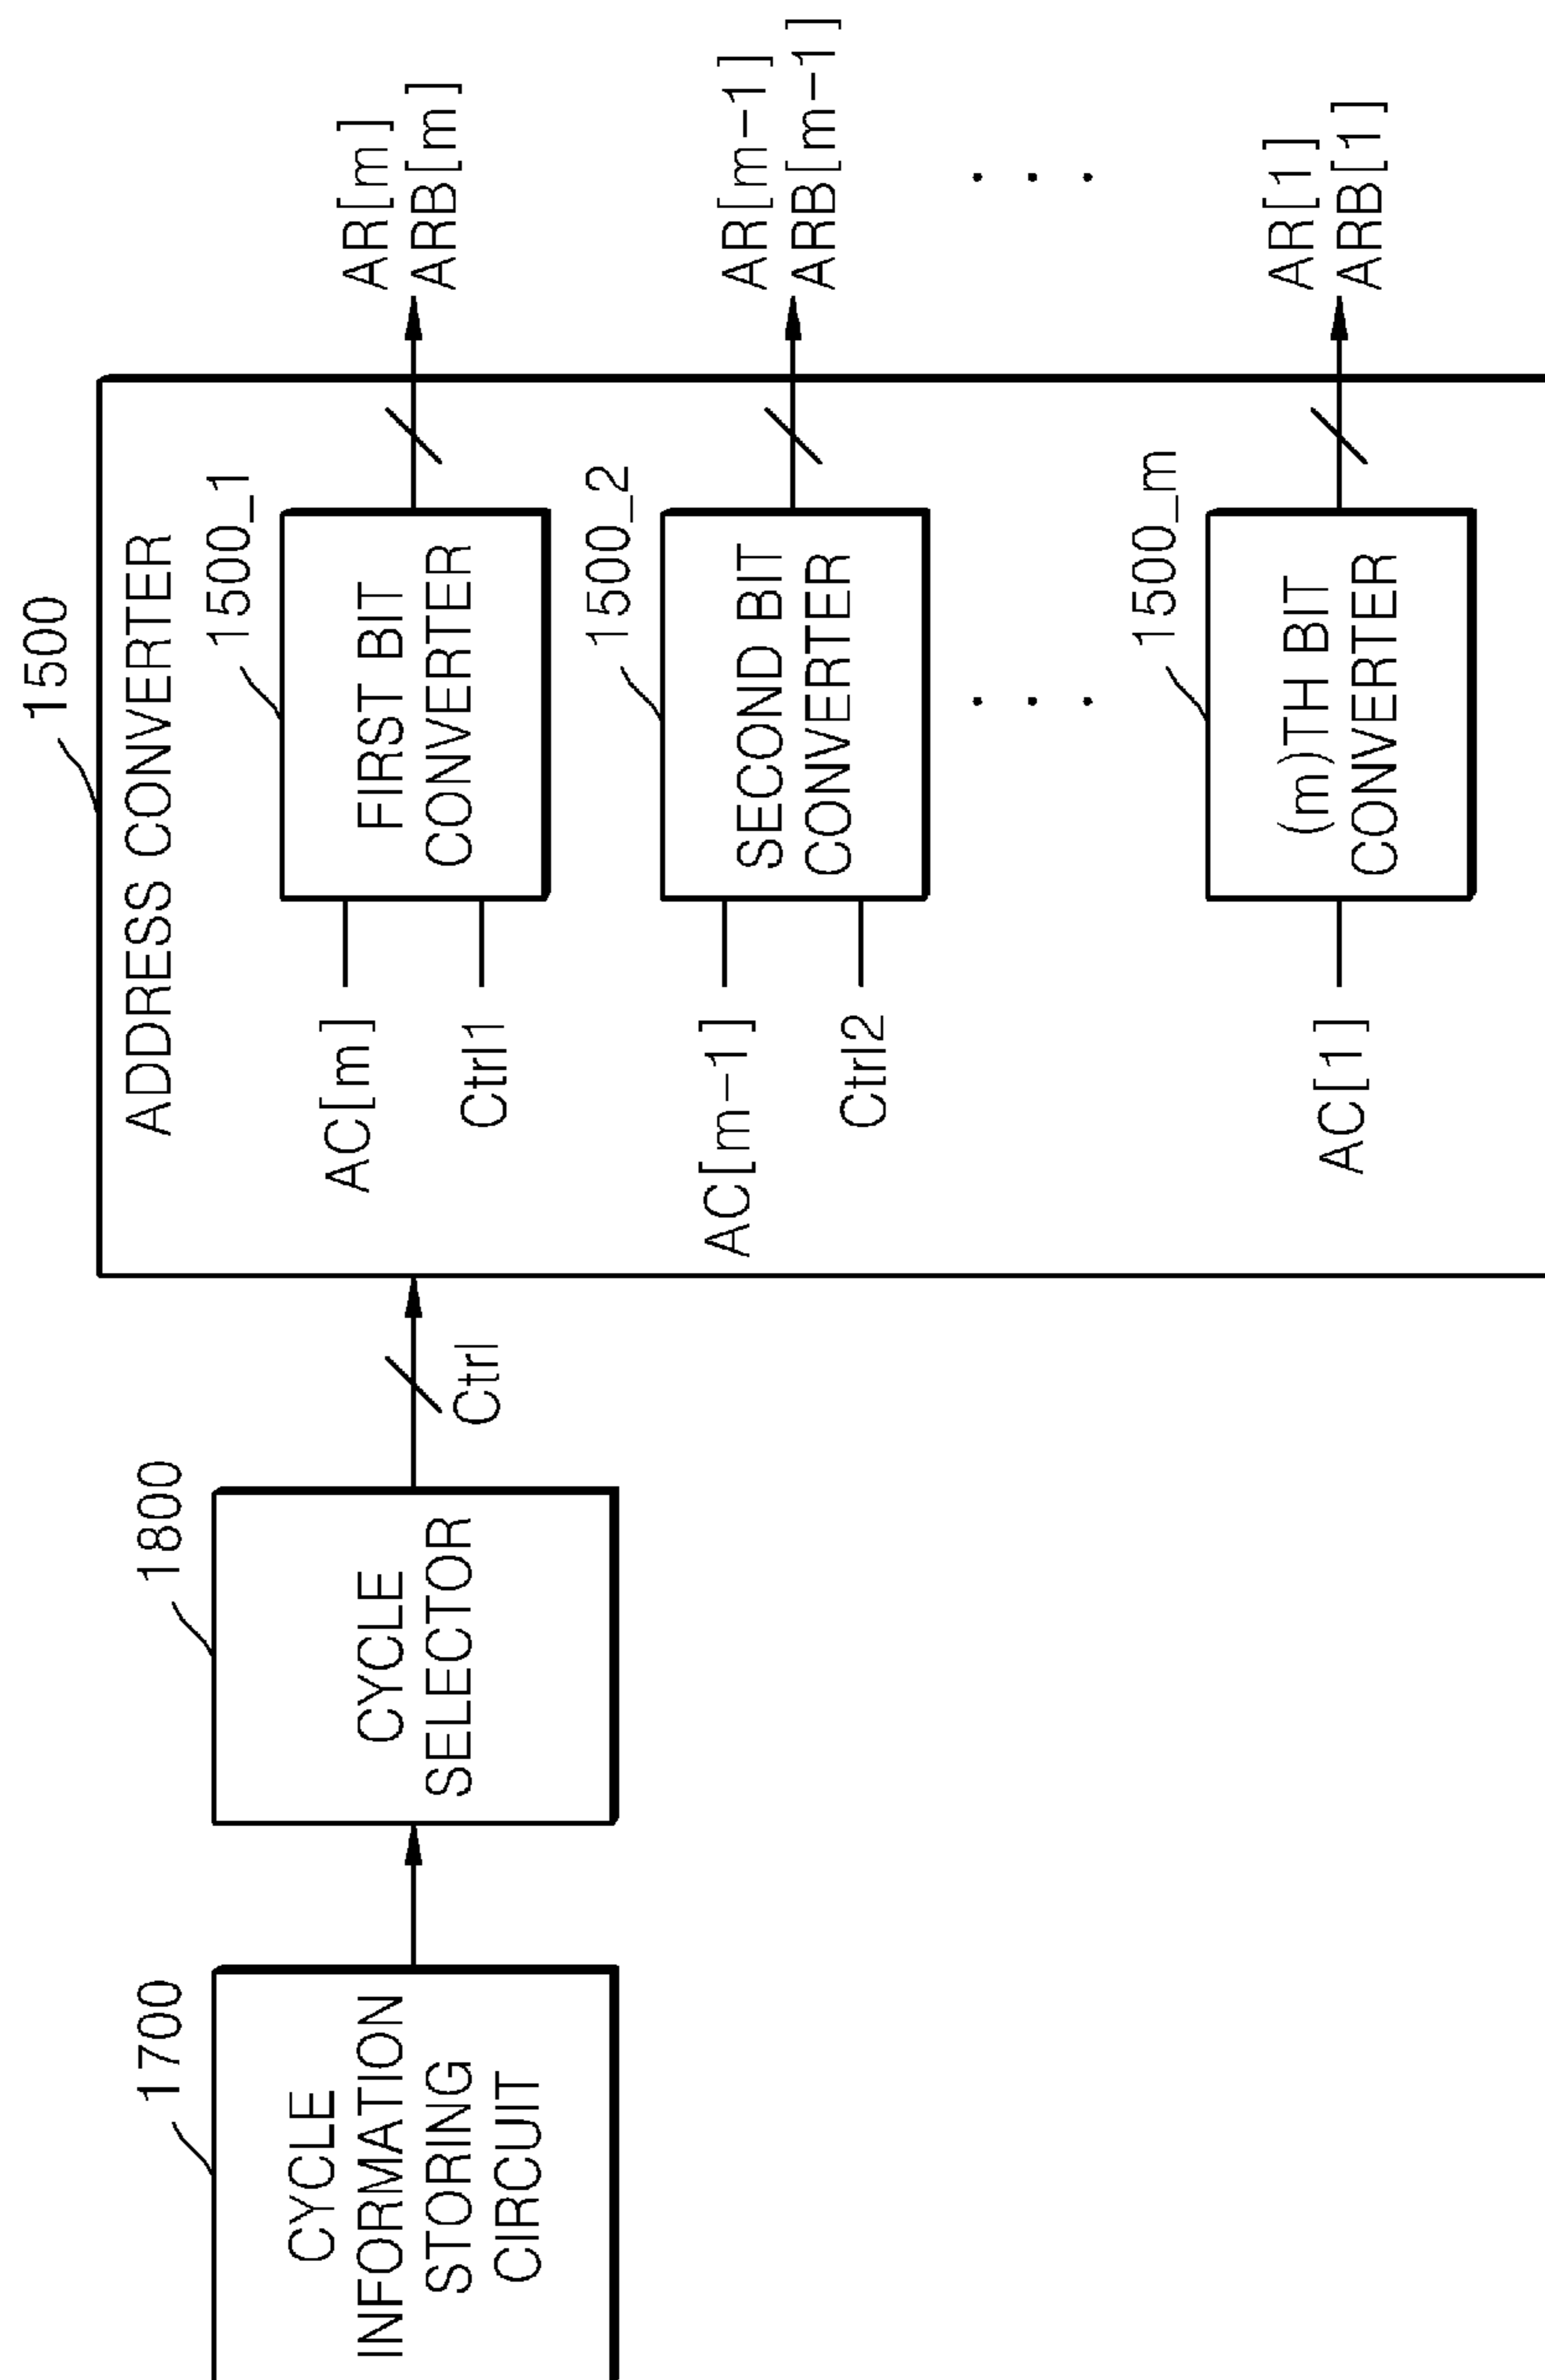 1700
CYCLE
INFORMATION
STORING
CIRCUIT
1800
CYCLE
SELECTOR
Ctrl
1500
ADDRESS CONVERTER
AC[m]
Ctrl1
1500_1
FIRST BIT
CONVERTER
AR[m]
ARB[m]
AC[m-1]
Ctrl2
1500_2
SECOND BIT
CONVERTER
AR[m-1]
ARB[m-1]
. . .
. . .
AC[1]
1500_m
(m)TH BIT
CONVERTER
AR[1]
ARB[1]